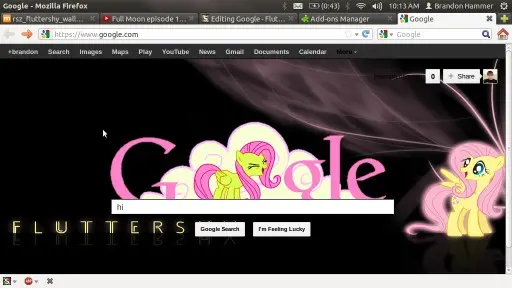 Google - Mozilla Firefox
(0:43)
10:13 AM
Brandon Hammer
rsz_fluttershy_wall...
Full Moon episode 1...
Editing Google - Flut...
Add-ons Manager
Google
https://www.google.com
Google
+brandon Search Images Maps Play YouTube News Gmail Documents Calendar More
0
+ Share
Google
hi
FLUTTERSH
Google Search
I'm Feeling Lucky